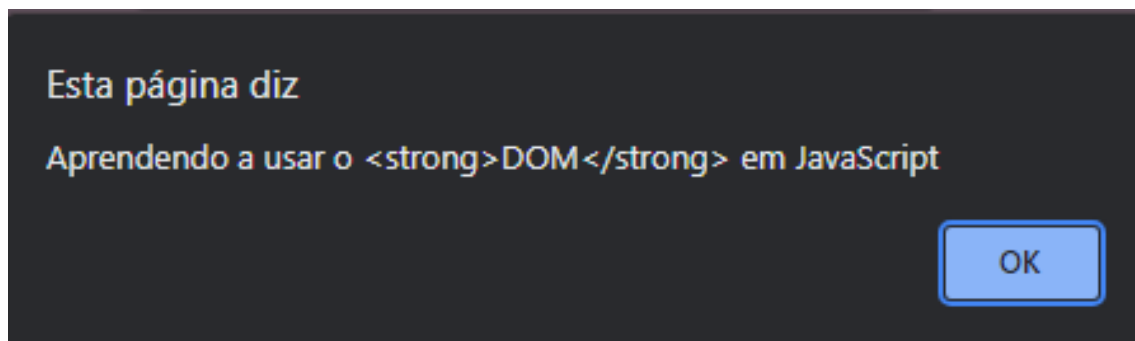 Esta página diz
Aprendendo a usar o <strong>DOM</strong> em JavaScript
OK